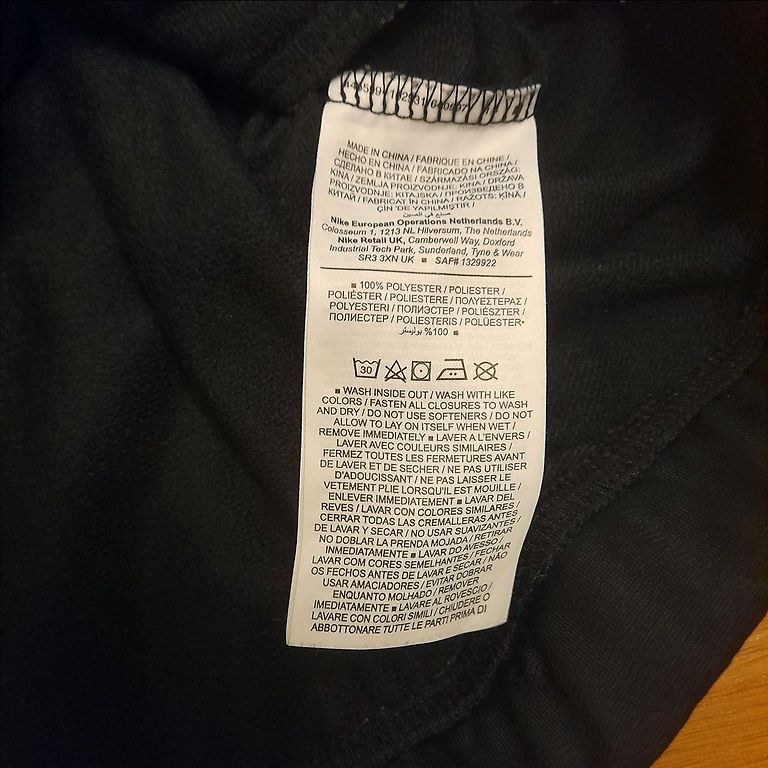 MADE IN CHINA / FABRIQUE EN CHINE /
HECHO EN CHINA / FABRICADO NA CHINA /
СДЕЛАНО В КИТАЕ / SZÁRMAZÁSI ORSZÁG:
KÍNA / ZEMLJA PROIZVODNJE: KINA / DRŽAVA
PROIZVODNJE: KITAJSKA / ПРОИЗВЕДЕНО В
КИТАЙ / FABRICAT ÎN CHINA / RAŽOTS: ĶĪNĀ /
ÇİN 'DE YAPILMIŞTIR /
صنع في الصين
Nike European Operations Netherlands B.V.
Colosseum 1, 1213 NL Hilversum, The Netherlands
Nike Retail UK, Camberwell Way, Doxford
Industrial Tech Park, Sunderland, Tyne & Wear
SR3 3XN UK ■ SAF# 1329922
■ 100% POLYESTER / POLIESTER /
POLIÉSTER / POLIESTERE / ΠΟΛΥΕΣΤΕΡΑΣ /
POLYESTERI / ПОЛИЭСТЕР / POLIÉSZTER /
ПОЛИЕСТЕР / POLIESTERIS / POLÜESTER■
%100 بوليستر ■
30
■ WASH INSIDE OUT / WASH WITH LIKE
COLORS / FASTEN ALL CLOSURES TO WASH
AND DRY / DO NOT USE SOFTENERS / DO NOT
ALLOW TO LAY ON ITSELF WHEN WET /
REMOVE IMMEDIATELY ■ LAVER A L'ENVERS /
LAVER AVEC COULEURS SIMILAIRES /
FERMEZ TOUTES LES FERMETURES AVANT
DE LAVER ET DE SECHER / NE PAS UTILISER
D'ADOUCISSANT / NE PAS LAISSER LE
VETEMENT PLIE LORSQU'IL EST MOUILLE /
ENLEVER IMMEDIATEMENT ■ LAVAR DEL
REVES / LAVAR CON COLORES SIMILARES /
CERRAR TODAS LAS CREMALLERAS ANTES
DE LAVAR Y SECAR / NO USAR SUAVIZANTES /
NO DOBLAR LA PRENDA MOJADA / RETIRAR
INMEDIATAMENTE ■ LAVAR DO AVESSO /
LAVAR COM CORES SEMELHANTES / FECHAR
OS FECHOS ANTES DE LAVAR E SECAR / NÃO
USAR AMACIADORES / EVITAR DOBRAR
ENQUANTO MOLHADO / REMOVER
IMEDIATAMENTE ■ LAVARE AL ROVESCIO /
LAVARE CON COLORI SIMILI / CHIUDERE O
ABBOTTONARE TUTTE LE PARTI PRIMA DI